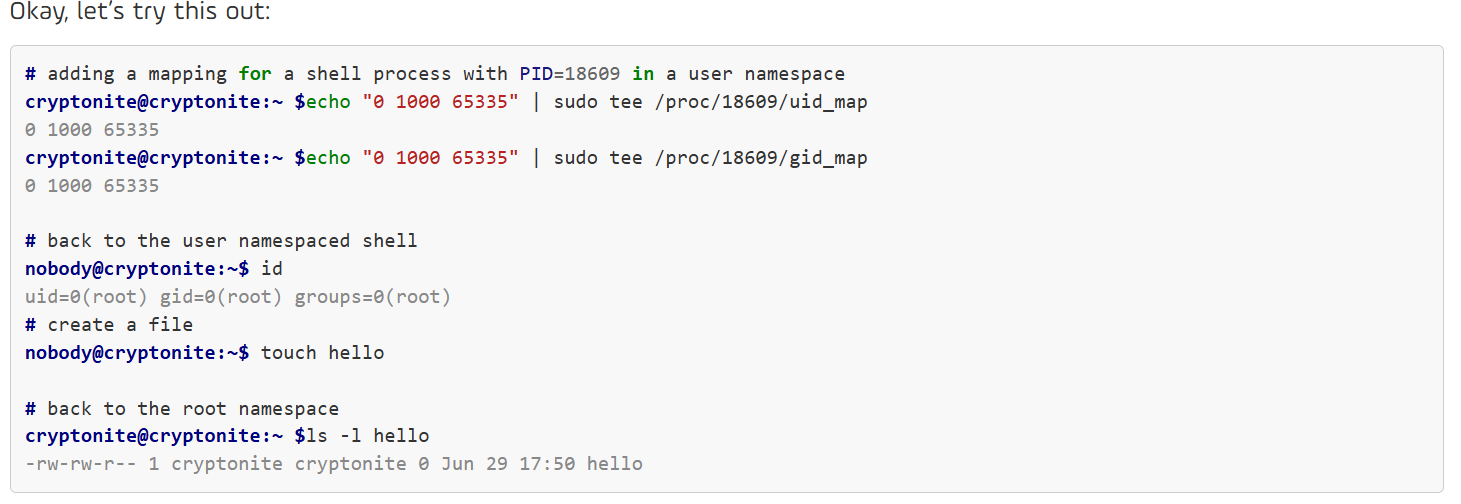 Okay, let’s try this out:
# adding a mapping for a shell process with PID=18609 in a user namespace
cryptonite@cryptonite:~ $echo "0 1000 65335" | sudo tee /proc/18609/uid_map
0 1000 65335
cryptonite@cryptonite:~ $echo "0 1000 65335" | sudo tee /proc/18609/gid_map
0 1000 65335
# back to the user namespaced shell
nobody@cryptonite:~$ id
uid=0(root) gid=0(root) groups=0(root)
# create a file
nobody@cryptonite:~$ touch hello
# back to the root namespace
cryptonite@cryptonite:~ $ls -l hello
-rw-rw-r-- 1 cryptonite cryptonite 0 Jun 29 17:50 hello